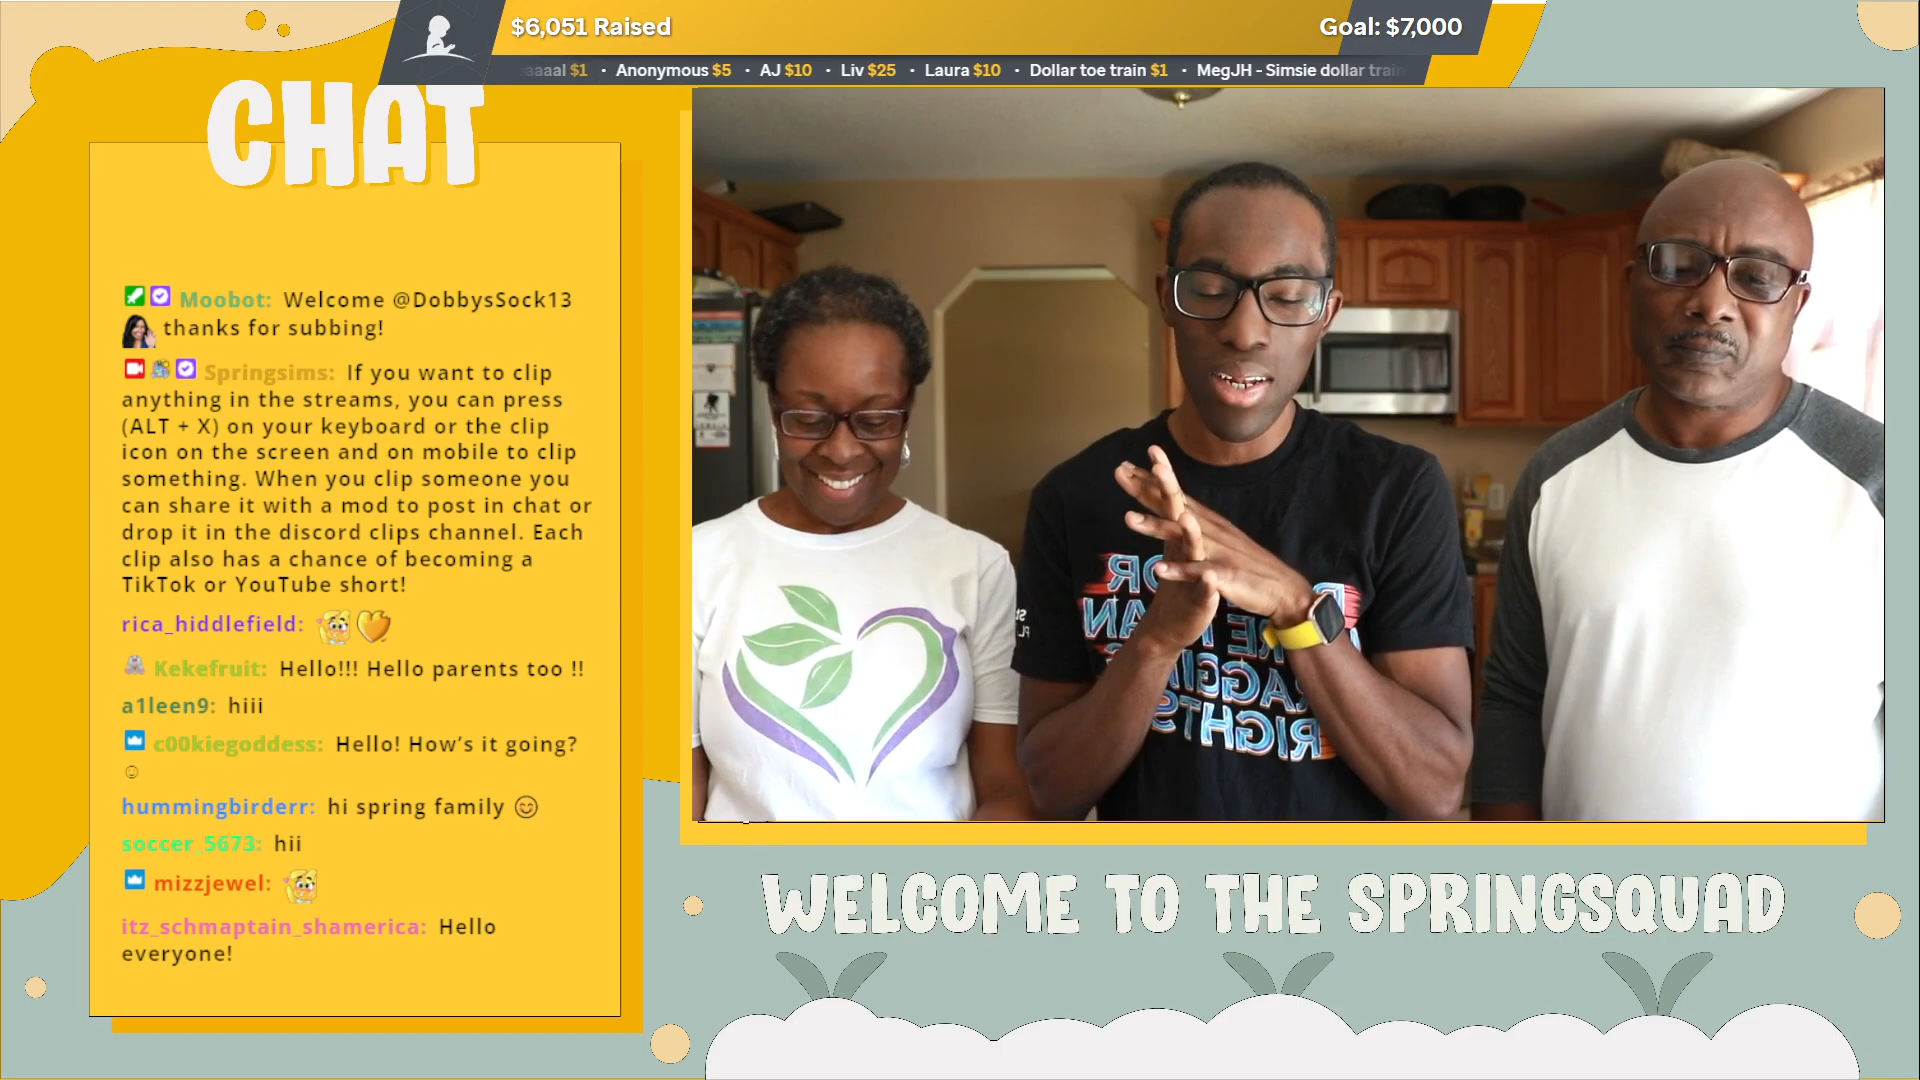 $6,051 Raised
Goal: $7,000
aaaal $1 · Anonymous $5 · AJ $10 · Liv $25 · Laura $10 · Dollar toe train $1 · MegJH - Simsie dollar train
CHAT
Moobot: Welcome @DobbysSock13
thanks for subbing!
Springsims: If you want to clip
anything in the streams, you can press
(ALT + X) on your keyboard or the clip
icon on the screen and on mobile to clip
something. When you clip someone you
can share it with a mod to post in chat or
drop it in the discord clips channel. Each
clip also has a chance of becoming a
TikTok or YouTube short!
rica_hiddlefield:
Kekefruit: Hello!!! Hello parents too !!
a1leen9: hiii
c00kiegoddess: Hello! How's it going?
☺
hummingbirderr: hi spring family 😊
soccer_5673: hii
mizzjewel:
itz_schmaptain_shamerica: Hello
everyone!
RIGHTS
WELCOME TO THE SPRINGSQUAD